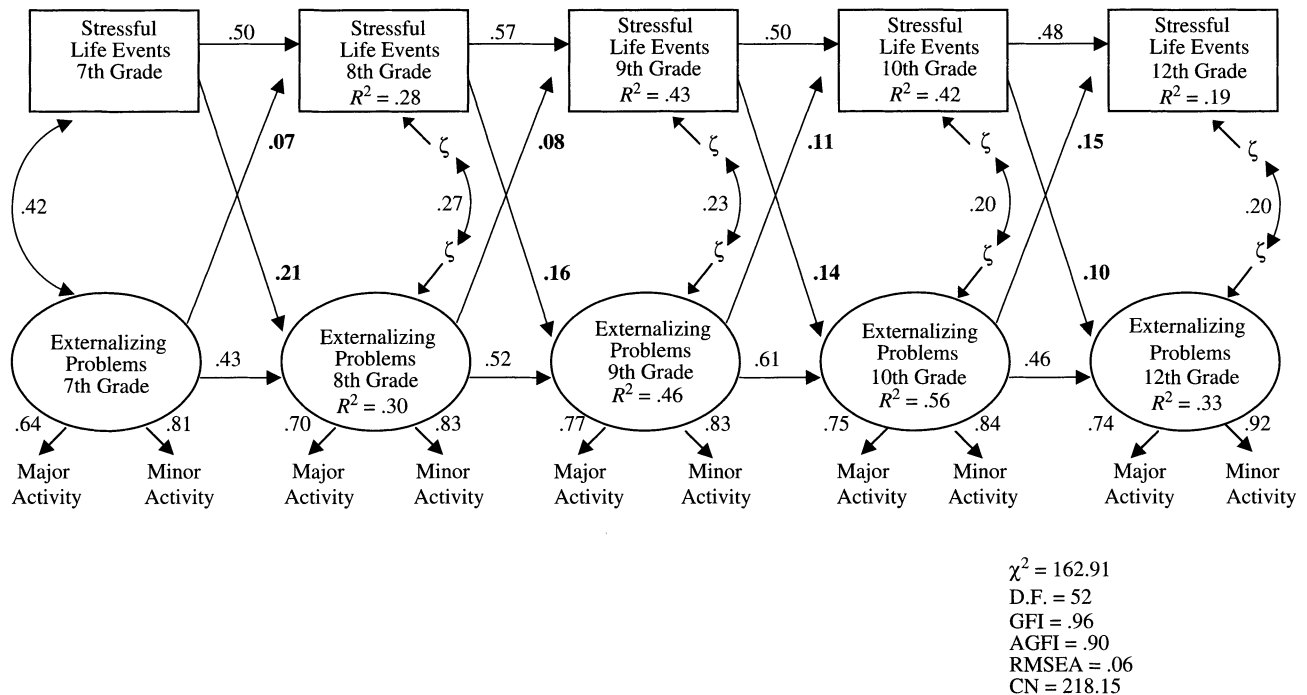 Stressful
Life Events
7th Grade
.50
Stressful
Life Events
8th Grade
R² = .28
.57
Stressful
Life Events
9th Grade
R² = .43
.50
Stressful
Life Events
10th Grade
R² = .42
.48
Stressful
Life Events
12th Grade
R² = .19
.07
ζ
.08
ζ
.11
ζ
.15
ζ
.42
.27
.23
.20
.20
ζ
ζ
ζ
ζ
.21
.16
.14
.10
Externalizing
Problems
7th Grade
.43
Externalizing
Problems
8th Grade
R² = .30
.52
Externalizing
Problems
9th Grade
R² = .46
.61
Externalizing
Problems
10th Grade
R² = .56
.46
Externalizing
Problems
12th Grade
R² = .33
.64
.81
.70
.83
.77
.83
.75
.84
.74
.92
Major
Activity
Minor
Activity
Major
Activity
Minor
Activity
Major
Activity
Minor
Activity
Major
Activity
Minor
Activity
Major
Activity
Minor
Activity
χ² = 162.91
D.F. = 52
GFI = .96
AGFI = .90
RMSEA = .06
CN = 218.15